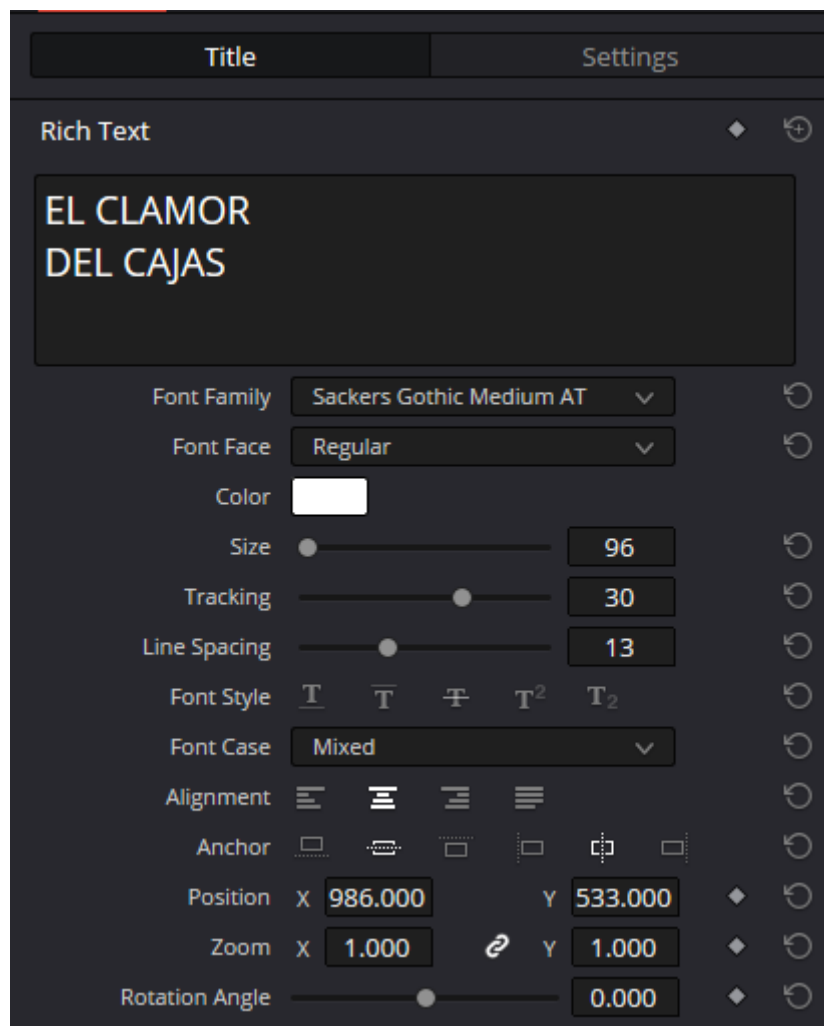 Title Settings
Rich Text
EL CLAMOR
DEL CAJAS
Font Family Sackers Gothic Medium AT
Font Face Regular
Color
Size 96
Tracking 30
Line Spacing 13
Font Style T T T T² T₂
Font Case Mixed
Alignment
Anchor
Position X 986.000 Y 533.000
Zoom X 1.000 Y 1.000
Rotation Angle 0.000